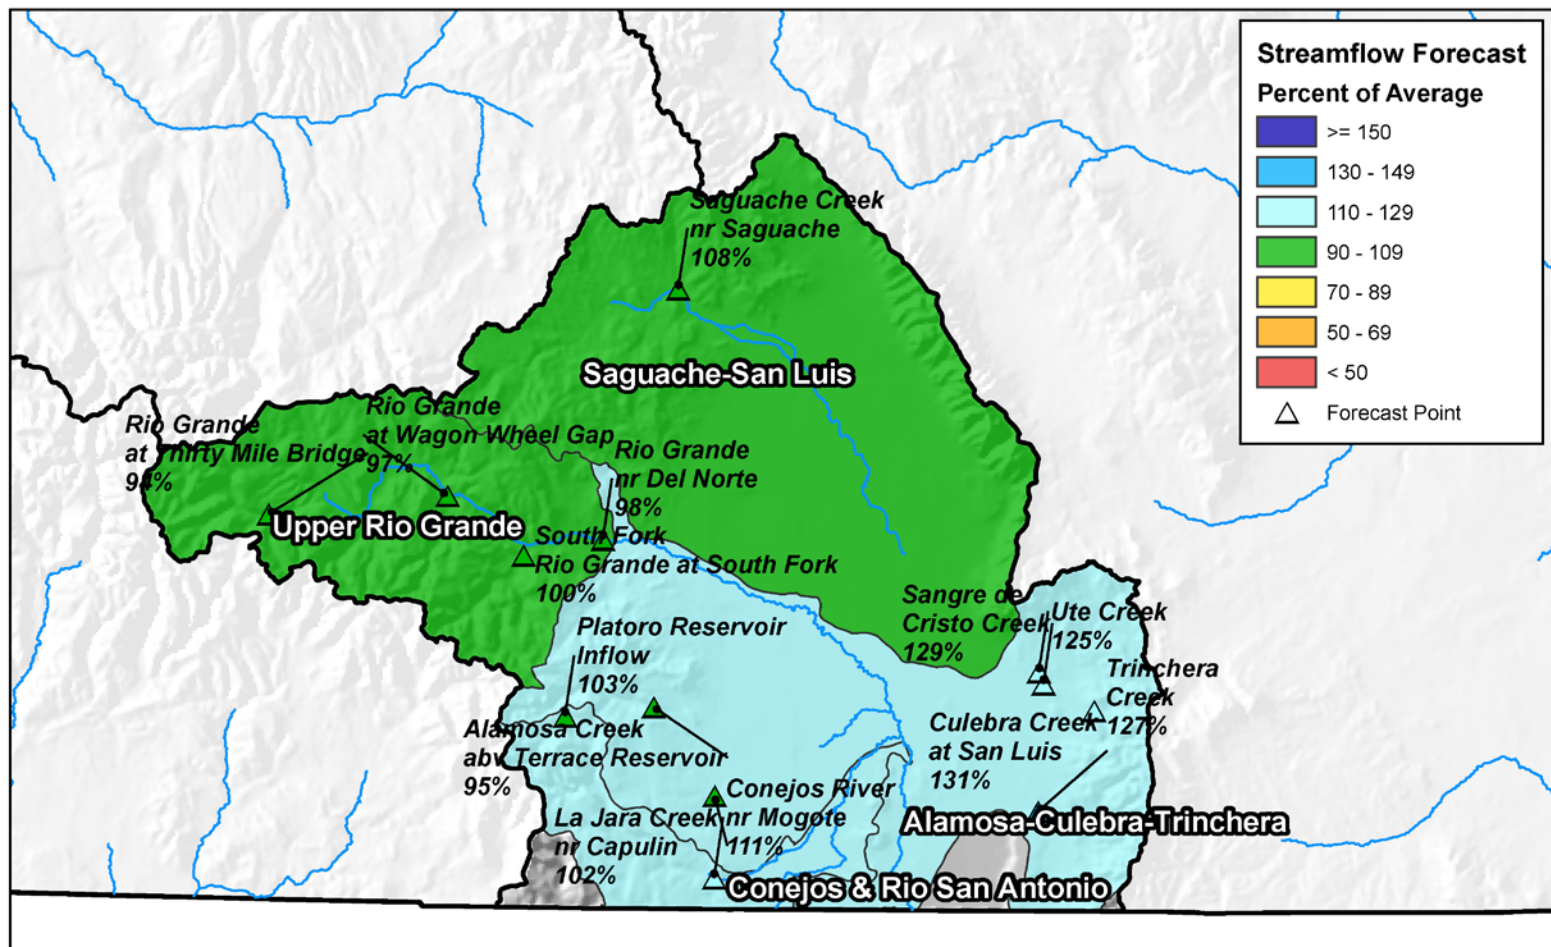 Streamflow Forecast
Percent of Average
>= 150
130 - 149
110 - 129
90 - 109
70 - 89
50 - 69
< 50
Forecast Point
Saguache Creek
nr Saguache
108%
Saguache-San Luis
Rio Grande
at Thirty Mile Bridge
94%
Rio Grande
at Wagon Wheel Gap
97%
Rio Grande
nr Del Norte
98%
Upper Rio Grande
South Fork
Rio Grande at South Fork
100%
Platoro Reservoir
Inflow
103%
Sangre de
Cristo Creek
129%
Ute Creek
125%
Trinchera
Creek
127%
Alamosa Creek
abv Terrace Reservoir
95%
Culebra Creek
at San Luis
131%
Conejos River
nr Mogote
111%
La Jara Creek
nr Capulin
102%
Alamosa-Culebra-Trinchera
Conejos & Rio San Antonio